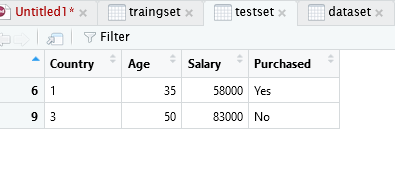 Untitled1* traingset testset dataset
Filter
Country Age Salary Purchased
6 1 35 58000 Yes
9 3 50 83000 No